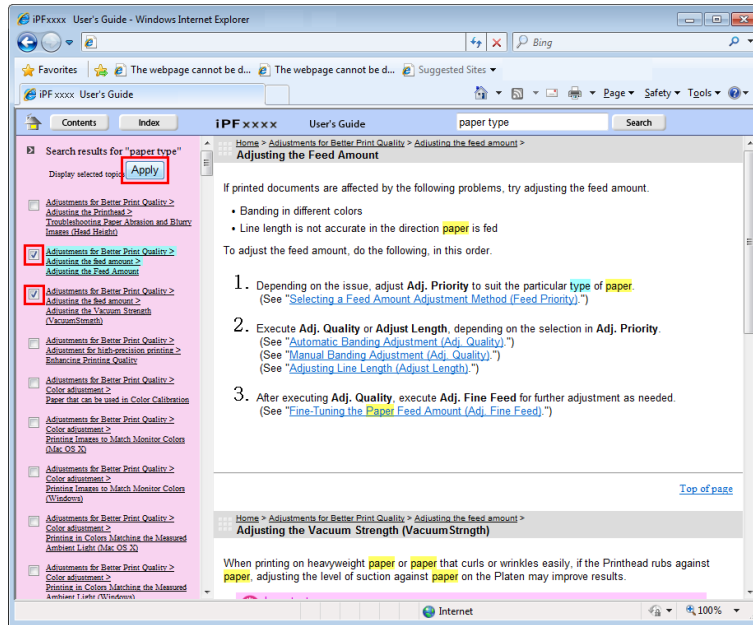 iPFxxxx User's Guide - Windows Internet Explorer
Bing
Favorites
The webpage cannot be d...
The webpage cannot be d...
Suggested Sites
iPF xxxx User's Guide
Page
Safety
Tools
Contents
Index
iPF xxxx
User's Guide
paper type
Search
Search results for "paper type"
Display selected topic
Apply
Adjustments for Better Print Quality >
Adjusting the Printhead >
Troubleshooting Paper Abrasion and Blurry
Images (Head Height)
Adjustments for Better Print Quality >
Adjusting the feed amount >
Adjusting the Feed Amount
Adjustments for Better Print Quality >
Adjusting the feed amount >
Adjusting the Vacuum Strength
(VacuumStrngth)
Adjustments for Better Print Quality >
Adjustment for high-precision printing >
Enhancing Printing Quality
Adjustments for Better Print Quality >
Color adjustment >
Paper that can be used in Color Calibration
Adjustments for Better Print Quality >
Color adjustment >
Printing Images to Match Monitor Colors
(Mac OS X)
Adjustments for Better Print Quality >
Color adjustment >
Printing Images to Match Monitor Colors
(Windows)
Adjustments for Better Print Quality >
Color adjustment >
Printing in Colors Matching the Measured
Ambient Light (Mac OS X)
Adjustments for Better Print Quality >
Color adjustment >
Printing in Colors Matching the Measured
Ambient Light (Windows)
Home > Adjustments for Better Print Quality > Adjusting the feed amount >
Adjusting the Feed Amount
If printed documents are affected by the following problems, try adjusting the feed amount.
• Banding in different colors
• Line length is not accurate in the direction paper is fed
To adjust the feed amount, do the following, in this order.
1. Depending on the issue, adjust Adj. Priority to suit the particular type of paper.
(See "Selecting a Feed Amount Adjustment Method (Feed Priority).")
2. Execute Adj. Quality or Adjust Length, depending on the selection in Adj. Priority.
(See "Automatic Banding Adjustment (Adj. Quality).")
(See "Manual Banding Adjustment (Adj. Quality).")
(See "Adjusting Line Length (Adjust Length).")
3. After executing Adj. Quality, execute Adj. Fine Feed for further adjustment as needed.
(See "Fine-Tuning the Paper Feed Amount (Adj. Fine Feed).")
Top of page
Home > Adjustments for Better Print Quality > Adjusting the feed amount >
Adjusting the Vacuum Strength (VacuumStrngth)
When printing on heavyweight paper or paper that curls or wrinkles easily, if the Printhead rubs against
paper, adjusting the level of suction against paper on the Platen may improve results.
Internet
100%